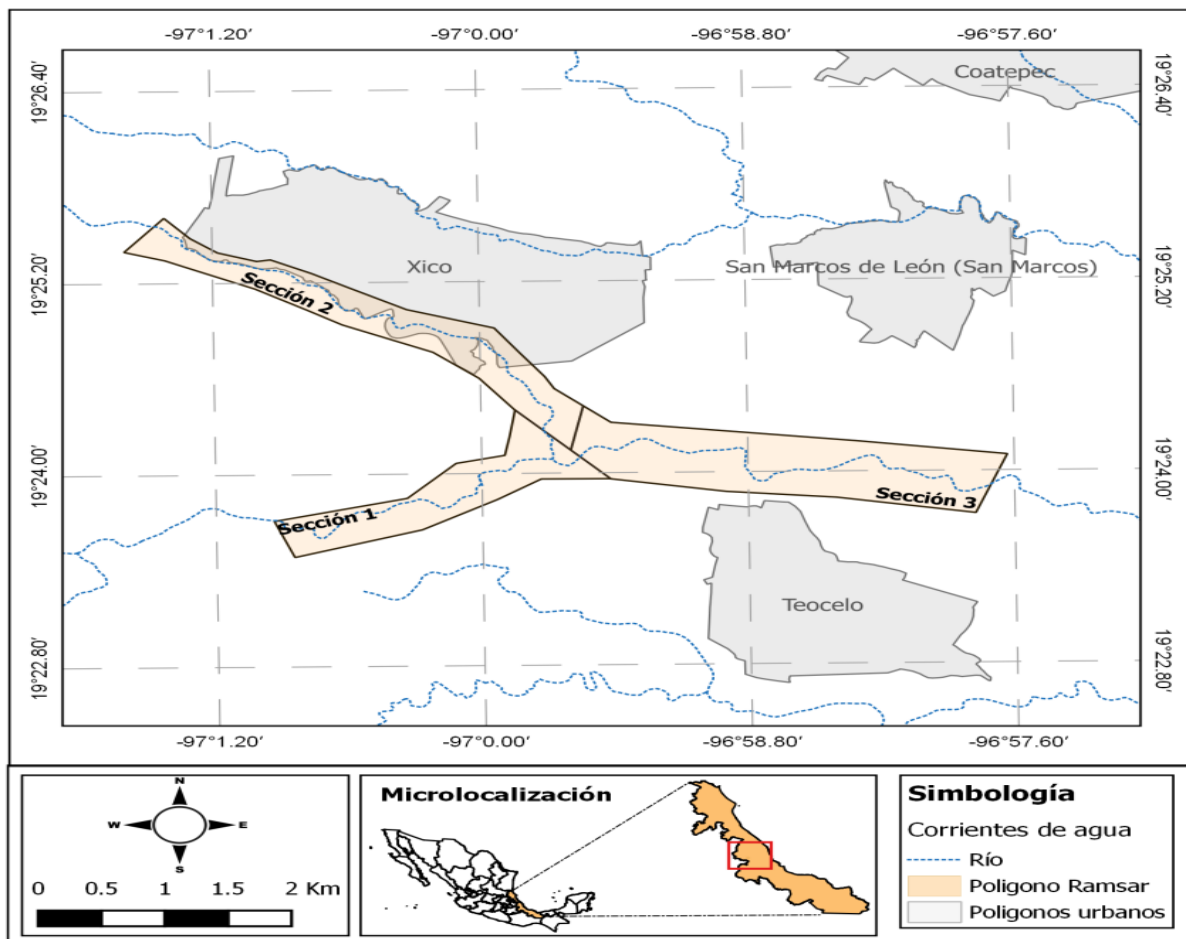 -97°1.20′ -97°0.00′ -96°58.80′ -96°57.60′
19°26.40′
19°26.40′
Coatepec
Xico
San Marcos de León (San Marcos)
19°25.20′
19°25.20′
Sección 2
19°24.00′
19°24.00′
Sección 1
Sección 3
Teocelo
19°22.80′
19°22.80′
-97°1.20′ -97°0.00′ -96°58.80′ -96°57.60′
N
W E
S
0 0.5 1 1.5 2 Km
Microlocalización
Simbología
Corrientes de agua
Río
Poligono Ramsar
Poligonos urbanos